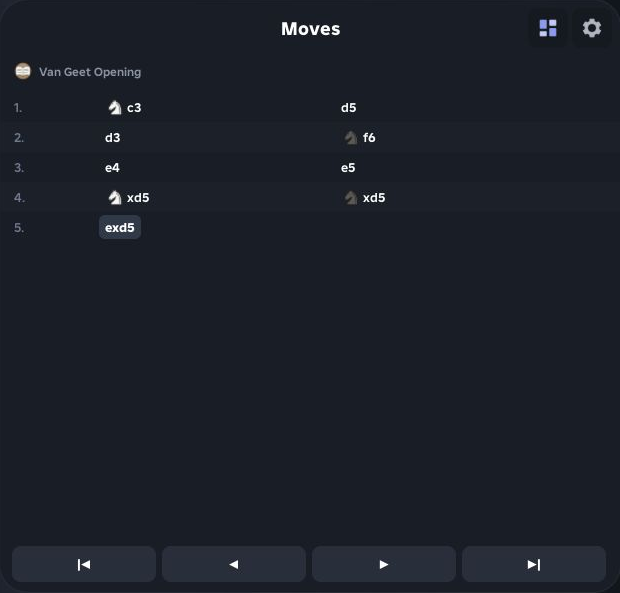 Moves
Van Geet Opening
1. c3 d5
2. d3 f6
3. e4 e5
4. xd5 xd5
5. exd5